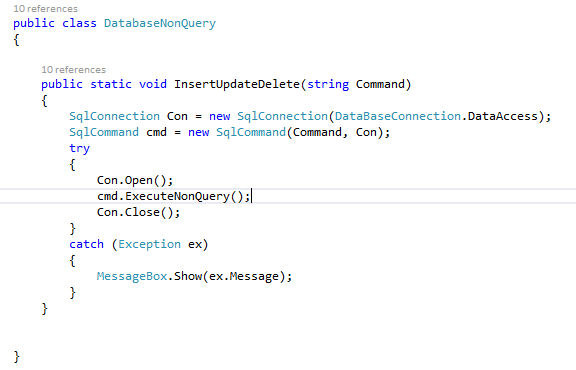 10 references
public class DatabaseNonQuery
{
10 references
public static void InsertUpdateDelete(string Command)
{
SqlConnection Con = new SqlConnection(DataBaseConnection.DataAccess);
SqlCommand cmd = new SqlCommand(Command, Con);
try
{
Con.Open();
cmd.ExecuteNonQuery();
Con.Close();
}
catch (Exception ex)
{
MessageBox.Show(ex.Message);
}
}
}